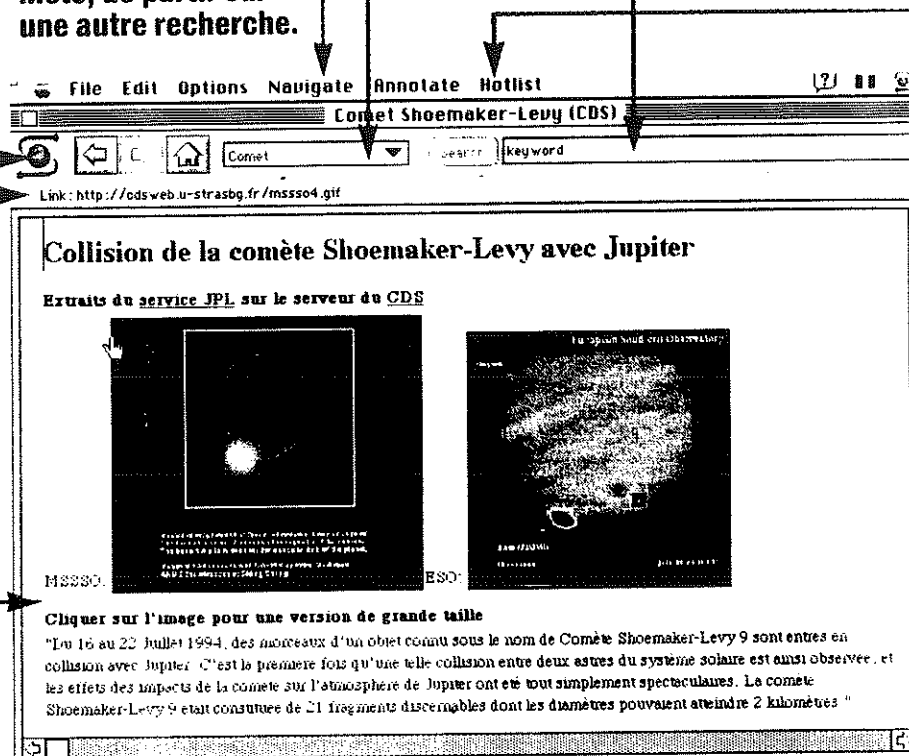 une autre recherche.
File Edit Options Navigate Annotate Hotlist
Comet Shoemaker-Levy (CDS)
Comet
Search
keyword
Link: http://cdsweb.u-strasbg.fr/mssso4.gif
Collision de la comète Shoemaker-Levy avec Jupiter
Extraits du service JPL sur le serveur du CDS
European Southern Observatory
MSSSO:
ESO:
Cliquer sur l'image pour une version de grande taille
"Du 16 au 22 Juillet 1994, des morceaux d'un objet connu sous le nom de Comète Shoemaker-Levy 9 sont entres en
collision avec Jupiter. C'est la première fois qu'une telle collision entre deux astres du système solaire est ainsi observée, et
les effets des impacts de la comète sur l'atmosphère de Jupiter ont eté tout simplement spectaculaires. La comète
Shoemaker-Levy 9 etait constituée de 21 fragments discernables dont les diamètres pouvaient atteindre 2 kilomètres."